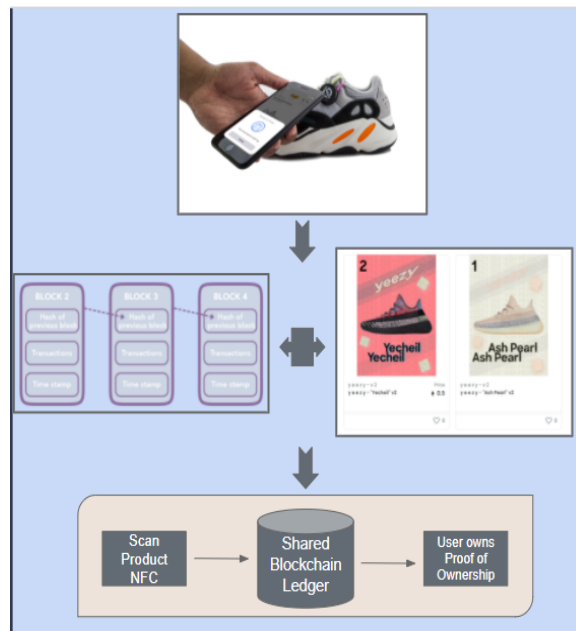 BLOCK 2
BLOCK 3
BLOCK 4
Hash of
previous block
Hash of
previous block
Hash of
previous block
Transactions
Transactions
Transactions
Time stamp
Time stamp
Time stamp
2
yeezy
Yecheil
Yecheil
yeezy-v2
Price
yeezy-"Yecheil" v2
0.5
1
Ash Pearl
Ash Pearl
yeezy-v2
yeezy-"Ash Pearl" v2
Scan
Product
NFC
Shared
Blockchain
Ledger
User owns
Proof of
Ownership